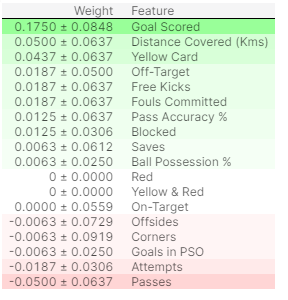 Weight Feature
0.1750 ± 0.0848 Goal Scored
0.0500 ± 0.0637 Distance Covered (Kms)
0.0437 ± 0.0637 Yellow Card
0.0187 ± 0.0500 Off-Target
0.0187 ± 0.0637 Free Kicks
0.0187 ± 0.0637 Fouls Committed
0.0125 ± 0.0637 Pass Accuracy %
0.0125 ± 0.0306 Blocked
0.0063 ± 0.0612 Saves
0.0063 ± 0.0250 Ball Possession %
0 ± 0.0000 Red
0 ± 0.0000 Yellow & Red
0.0000 ± 0.0559 On-Target
-0.0063 ± 0.0729 Offsides
-0.0063 ± 0.0919 Corners
-0.0063 ± 0.0250 Goals in PSO
-0.0187 ± 0.0306 Attempts
-0.0500 ± 0.0637 Passes